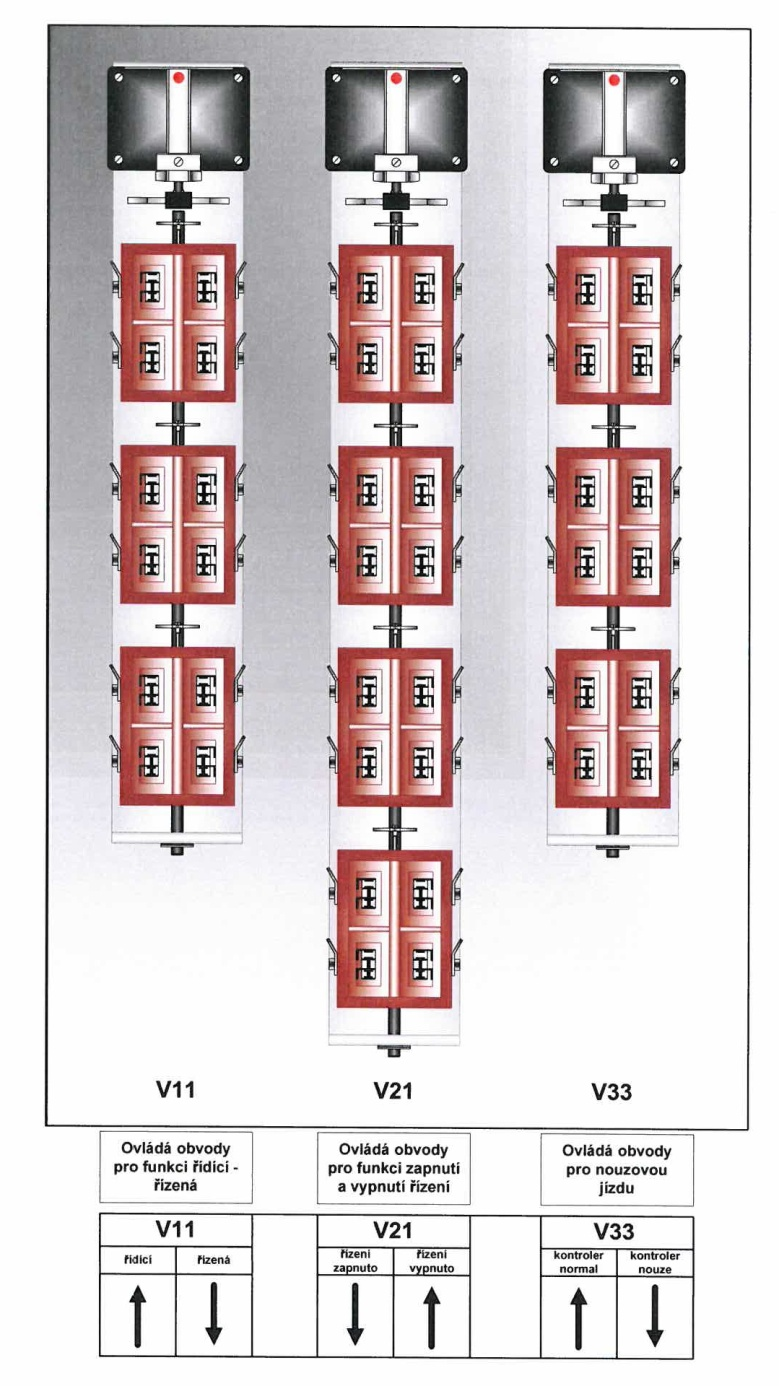 V11
V21
V33
Ovládá obvody
pro funkci řídící -
řízená
Ovládá obvody
pro funkci zapnutí
a vypnutí řízení
Ovládá obvody
pro nouzovou
jízdu
V11
řídící
řízená
V21
řízení
zapnuto
řízení
vypnuto
V33
kontroler
normal
kontroler
nouze